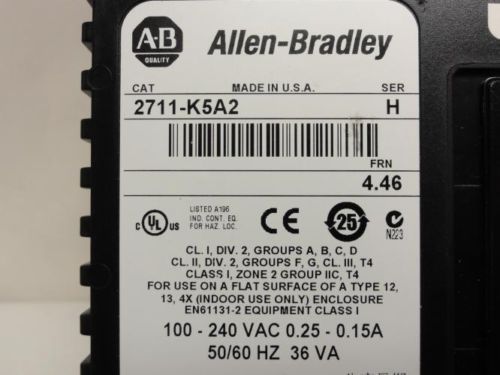 A-B
QUALITY
Allen-Bradley
CAT MADE IN U.S.A. SER
2711-K5A2 H
FRN
4.46
c UL US
LISTED A196
IND. CONT. EQ.
FOR HAZ. LOC.
CE
25
N223
CL. I, DIV. 2, GROUPS A, B, C, D
CL. II, DIV. 2, GROUPS F, G, CL. III, T4
CLASS I, ZONE 2 GROUP IIC, T4
FOR USE ON A FLAT SURFACE OF A TYPE 12,
13, 4X (INDOOR USE ONLY) ENCLOSURE
EN61131-2 EQUIPMENT CLASS I
100 - 240 VAC 0.25 - 0.15A
50/60 HZ 36 VA